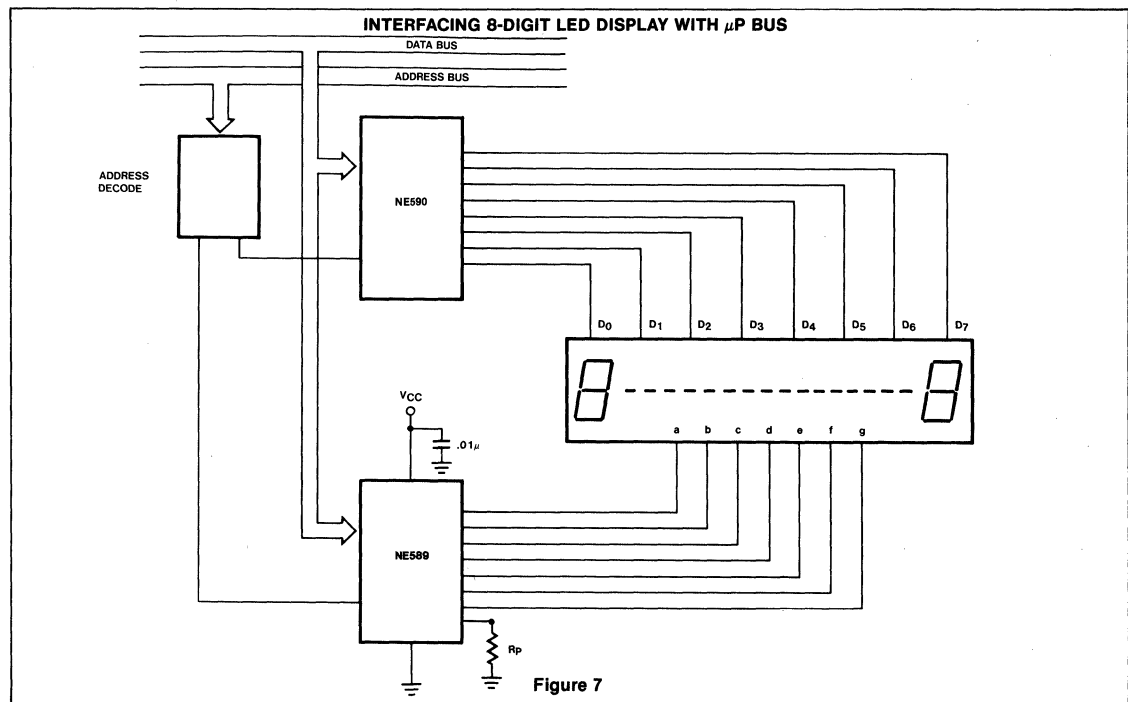 INTERFACING 8-DIGIT LED DISPLAY WITH μP BUS
DATA BUS
ADDRESS BUS
ADDRESS
DECODE
NE590
D0 D1 D2 D3 D4 D5 D6 D7
a b c d e f g
VCC
.01μ
NE589
Rp
Figure 7